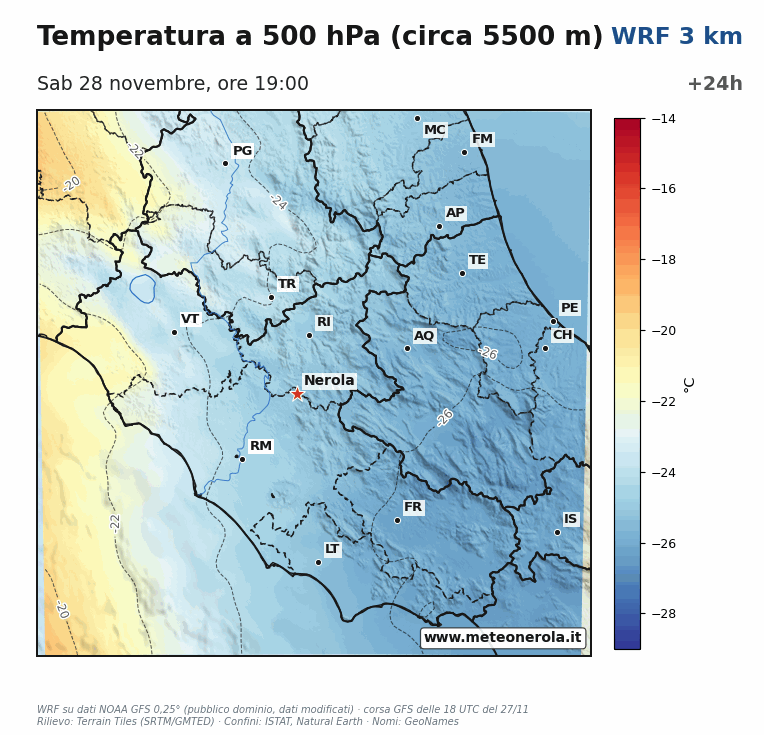 Temperatura a 500 hPa (circa 5500 m) WRF 3 km
Sab 28 novembre, ore 19:00 +24h
MC
FM
PG
-22
-20
-24
AP
TE
TR
PE
VT
RI
AQ
CH
-26
Nerola
-26
RM
FR
IS
-22
LT
-20
www.meteonerola.it
−14
−16
−18
−20
−22
−24
−26
−28
°C
WRF su dati NOAA GFS 0,25° (pubblico dominio, dati modificati) · corsa GFS delle 18 UTC del 27/11
Rilievo: Terrain Tiles (SRTM/GMTED) · Confini: ISTAT, Natural Earth · Nomi: GeoNames